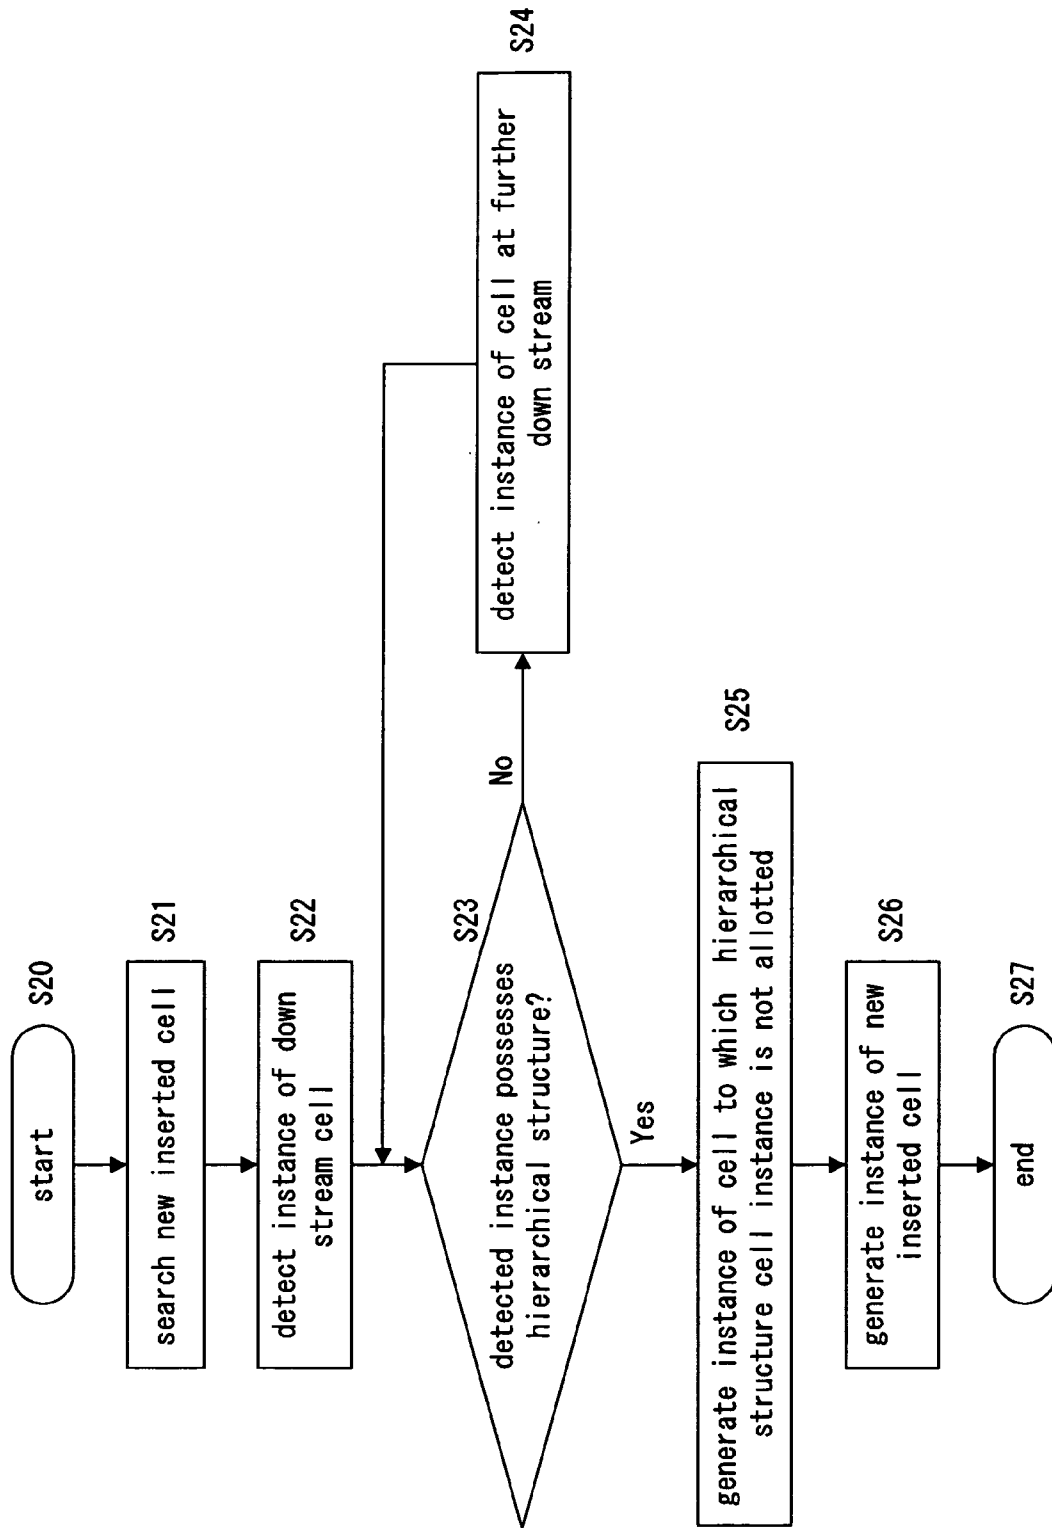 start
S20
search new inserted cell
S21
detect instance of down
stream cell
S22
detected instance possesses
hierarchical structure?
S23
No
detect instance of cell at further
down stream
S24
Yes
generate instance of cell to which hierarchical
structure cell instance is not allotted
S25
generate instance of new
inserted cell
S26
end
S27